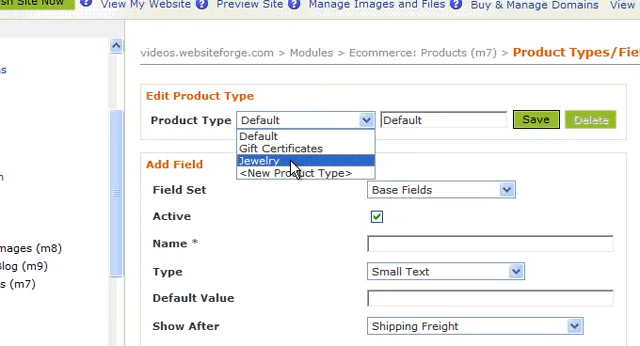 sh Site Now View My Website Preview Site Manage Images and Files Buy & Manage Domains View
videos.websiteforge.com > Modules > Ecommerce: Products (m7) > Product Types/Fie
Edit Product Type
Product Type Default Default Save Delete
Default
Gift Certificates
Jewelry
<New Product Type>
Add Field
Field Set Base Fields
Active
Name *
Type Small Text
Default Value
Show After Shipping Freight
s
n
mages (m8)
Blog (m9)
s (m7)